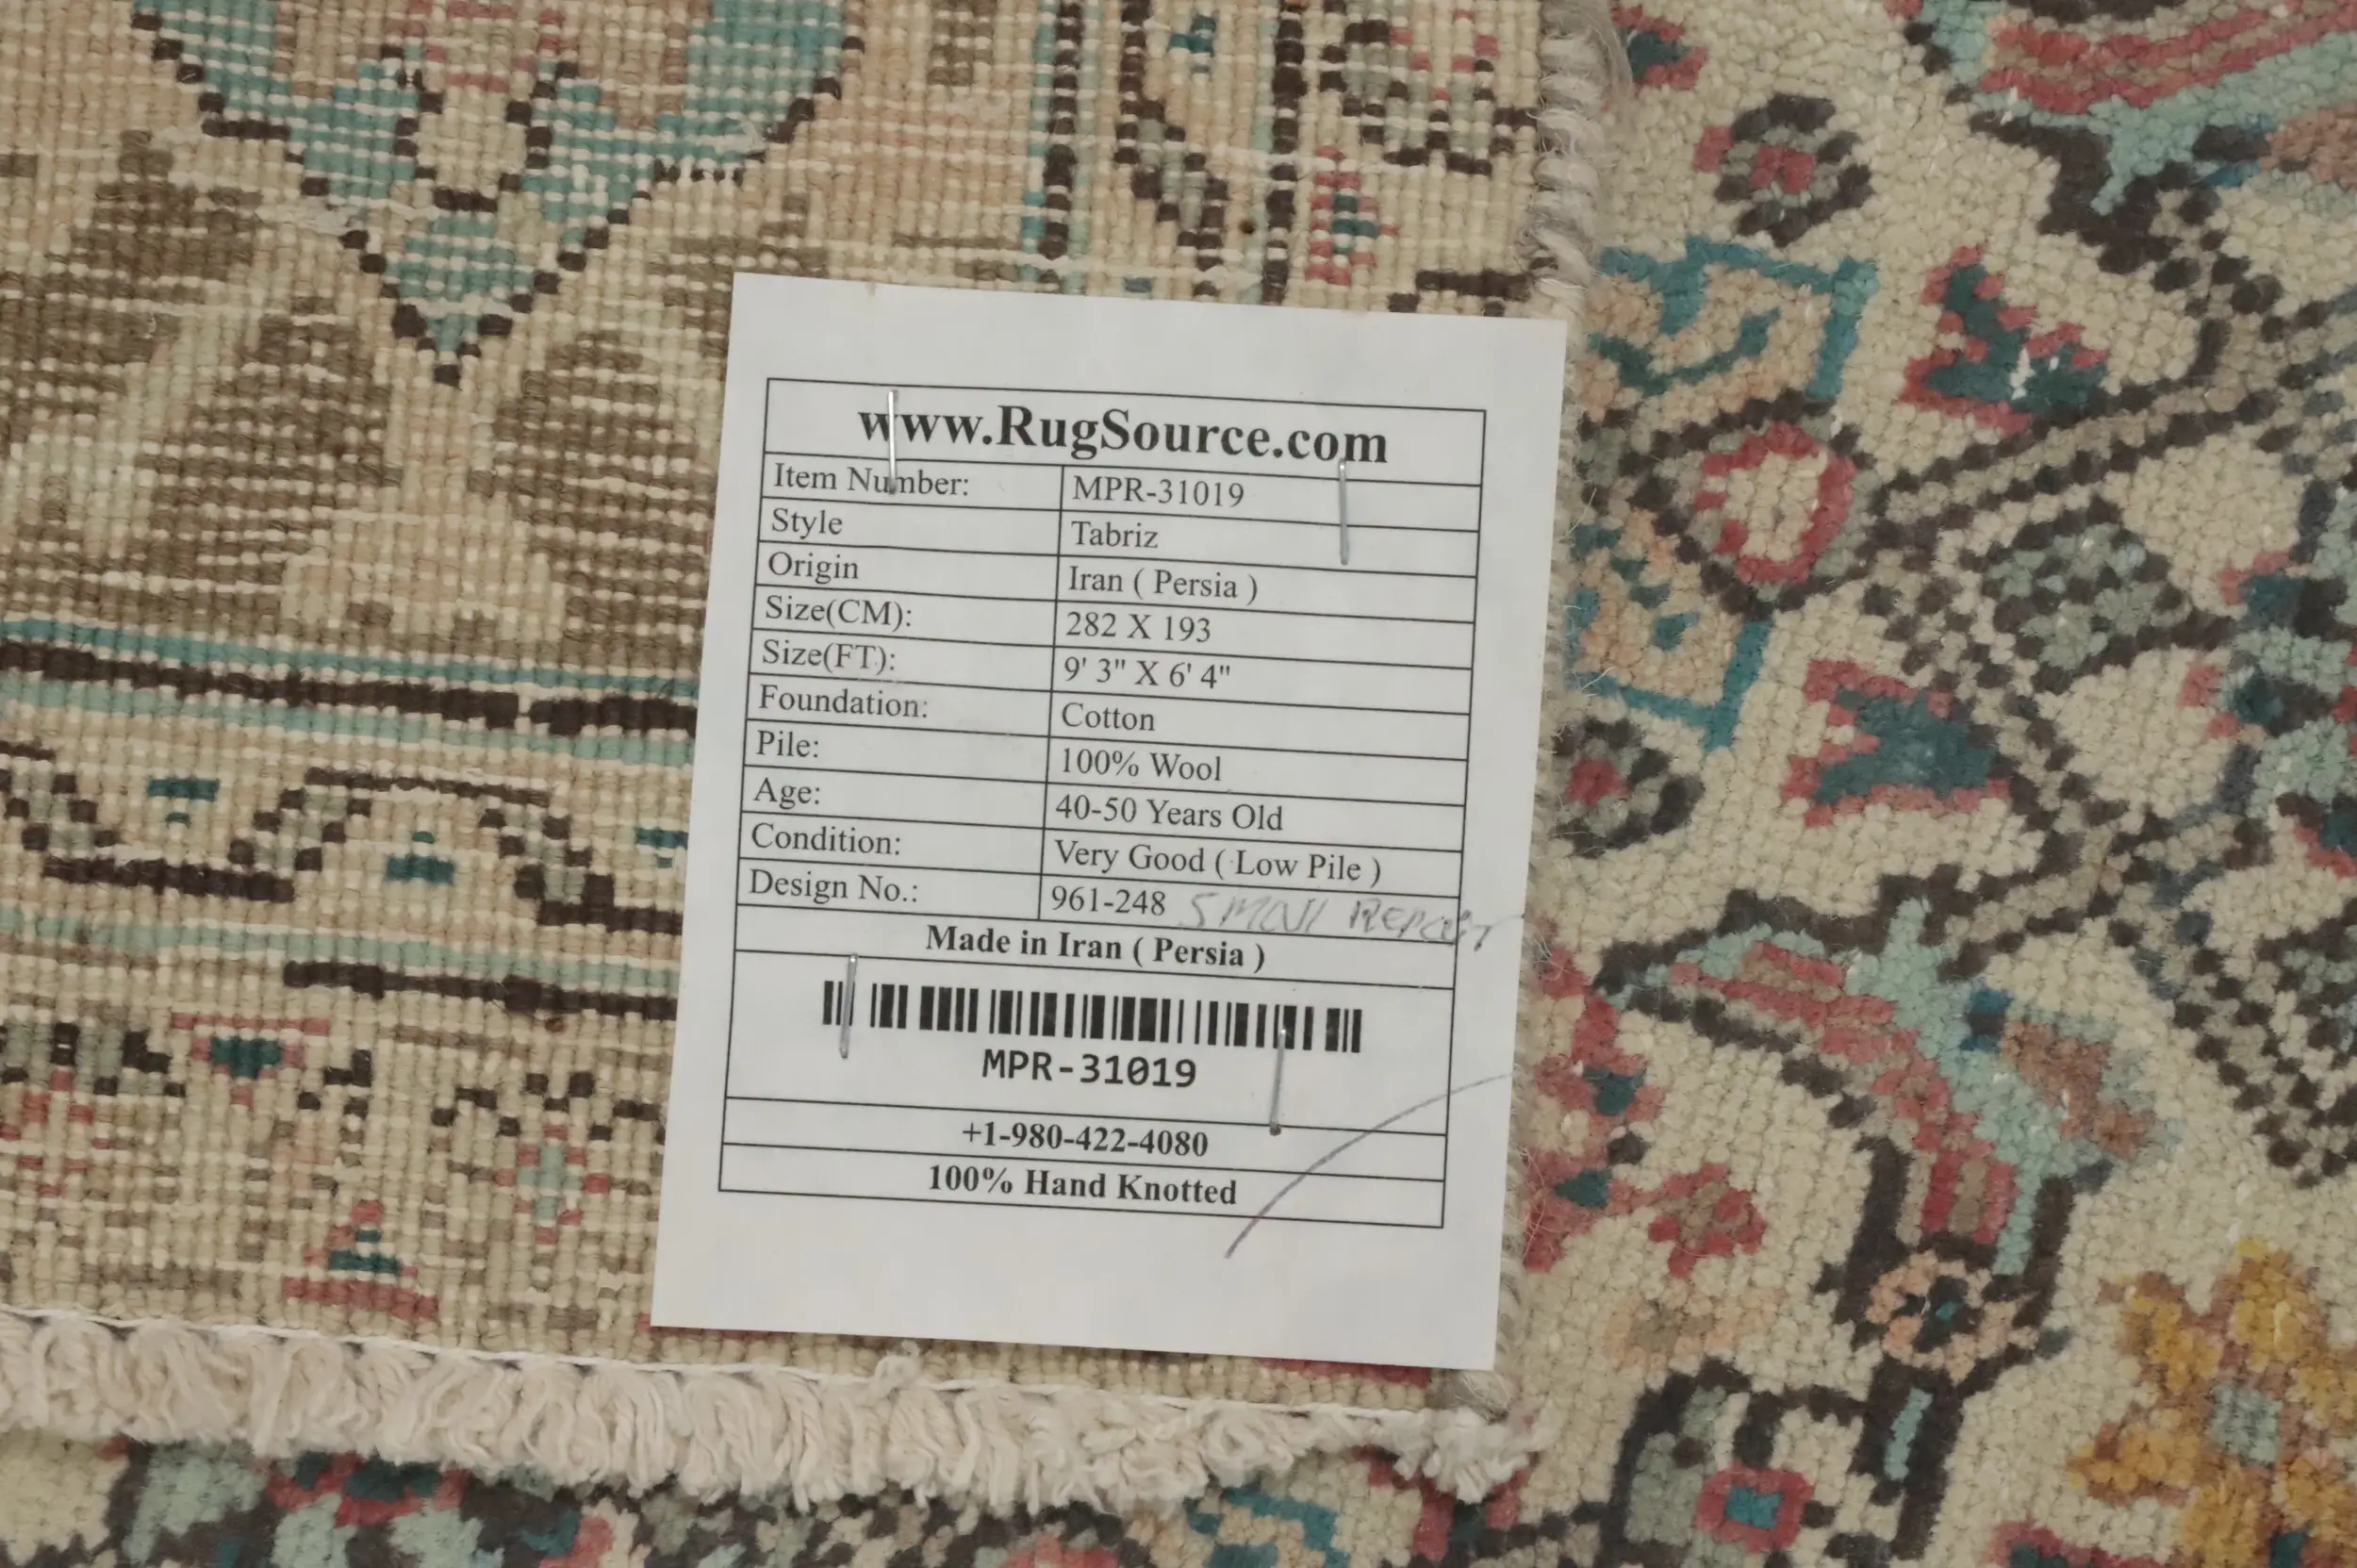 www.RugSource.com
Item Number: MPR-31019
Style Tabriz
Origin Iran ( Persia )
Size(CM): 282 X 193
Size(FT): 9' 3" X 6' 4"
Foundation: Cotton
Pile: 100% Wool
Age: 40-50 Years Old
Condition: Very Good ( Low Pile )
Design No.: 961-248 SMall
Made in Iran ( Persia )
MPR-31019
+1-980-422-4080
100% Hand Knotted